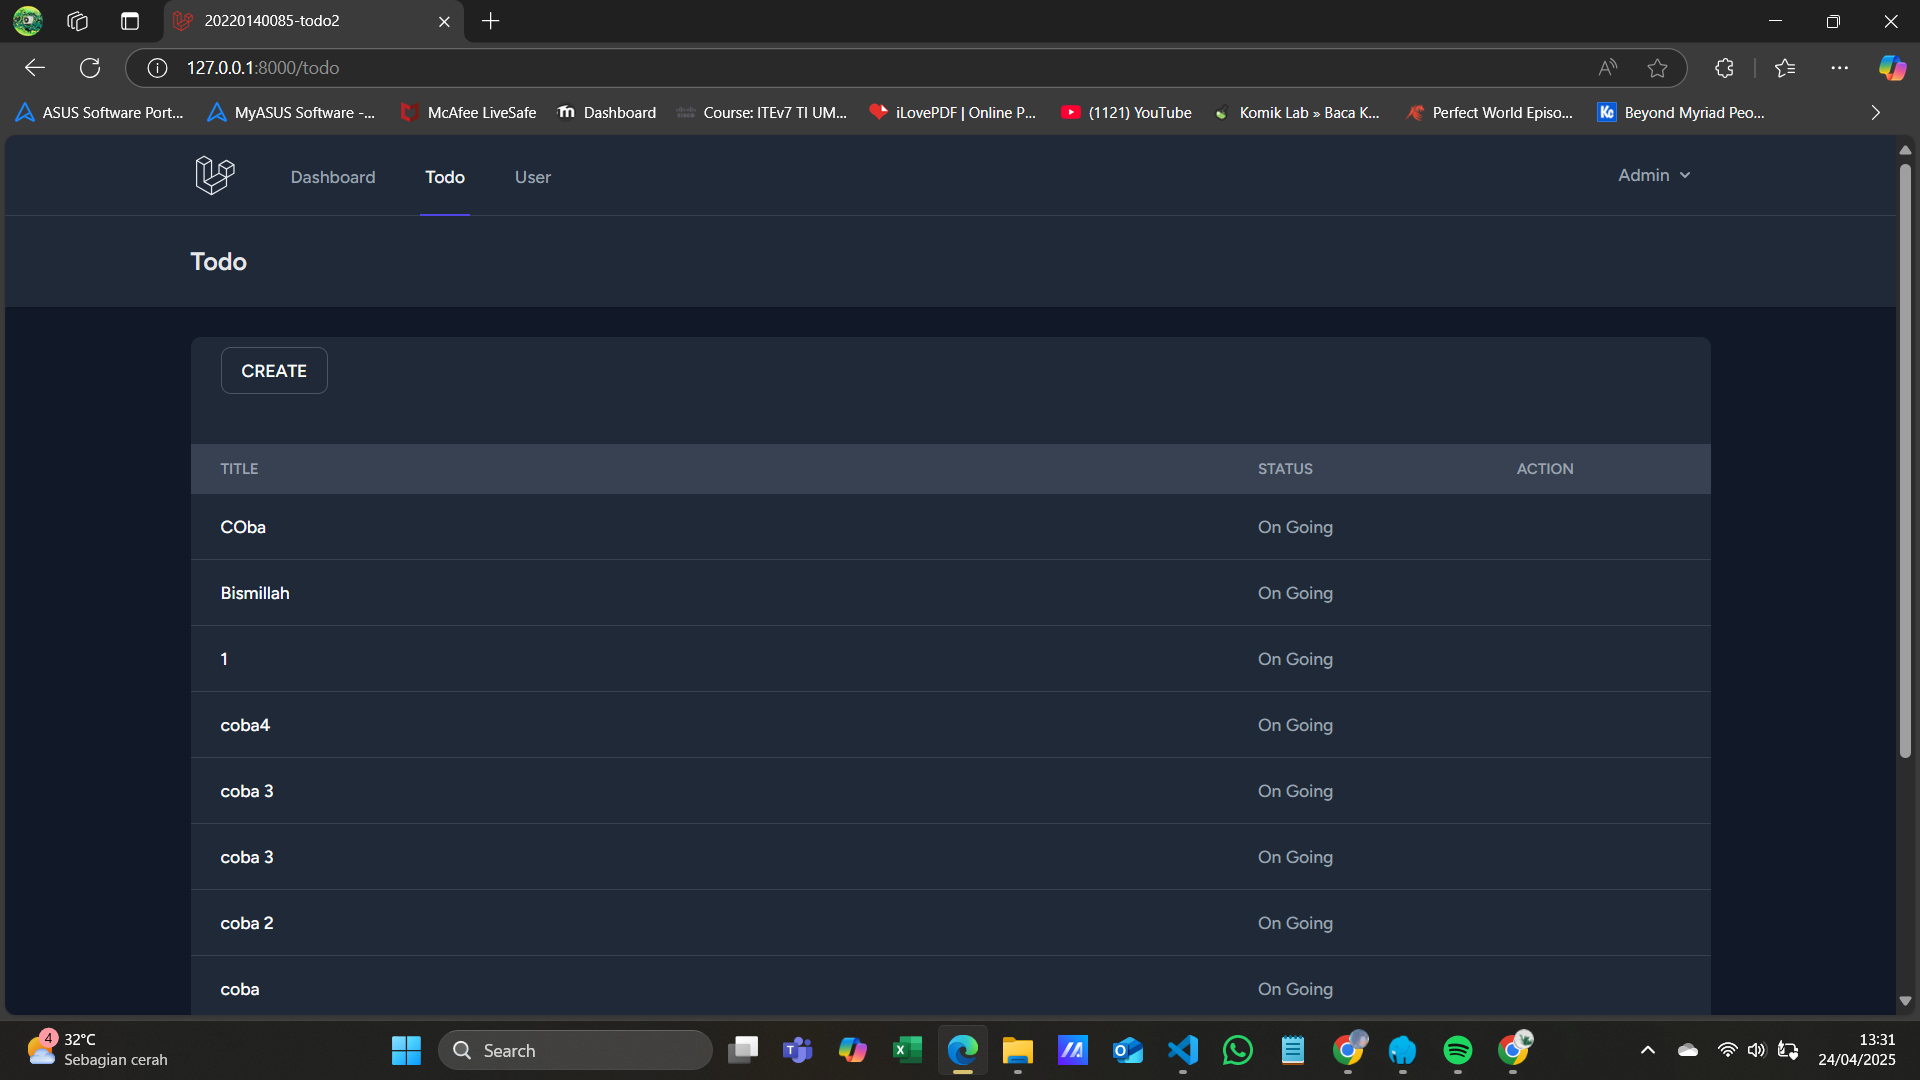 20220140085-todo2
127.0.0.1:8000/todo
ASUS Software Port... MyASUS Software -... McAfee LiveSafe Dashboard Course: ITEv7 TI UM... iLovePDF | Online P... (1121) YouTube Komik Lab » Baca K... Perfect World Episo... Beyond Myriad Peo...
Dashboard Todo User Admin
Todo
CREATE
TITLE STATUS ACTION
COba On Going
Bismillah On Going
1 On Going
coba4 On Going
coba 3 On Going
coba 3 On Going
coba 2 On Going
coba On Going
4 32°C
Sebagian cerah
Search
13:31
24/04/2025